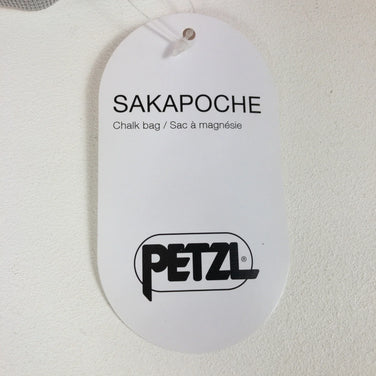 SAKAPOCHE
Chalk bag / Sac à magnésie
PETZL®